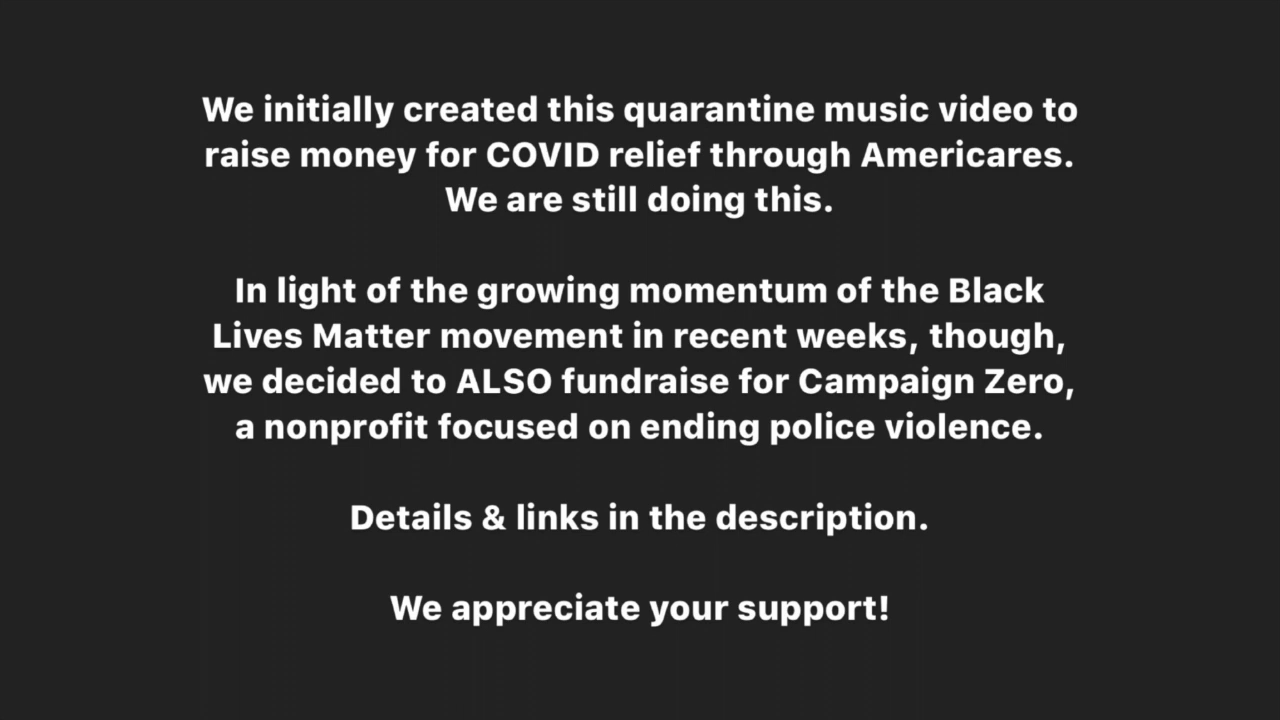 We initially created this quarantine music video to
raise money for COVID relief through Americares.
We are still doing this.
In light of the growing momentum of the Black
Lives Matter movement in recent weeks, though,
we decided to ALSO fundraise for Campaign Zero,
a nonprofit focused on ending police violence.
Details & links in the description.
We appreciate your support!